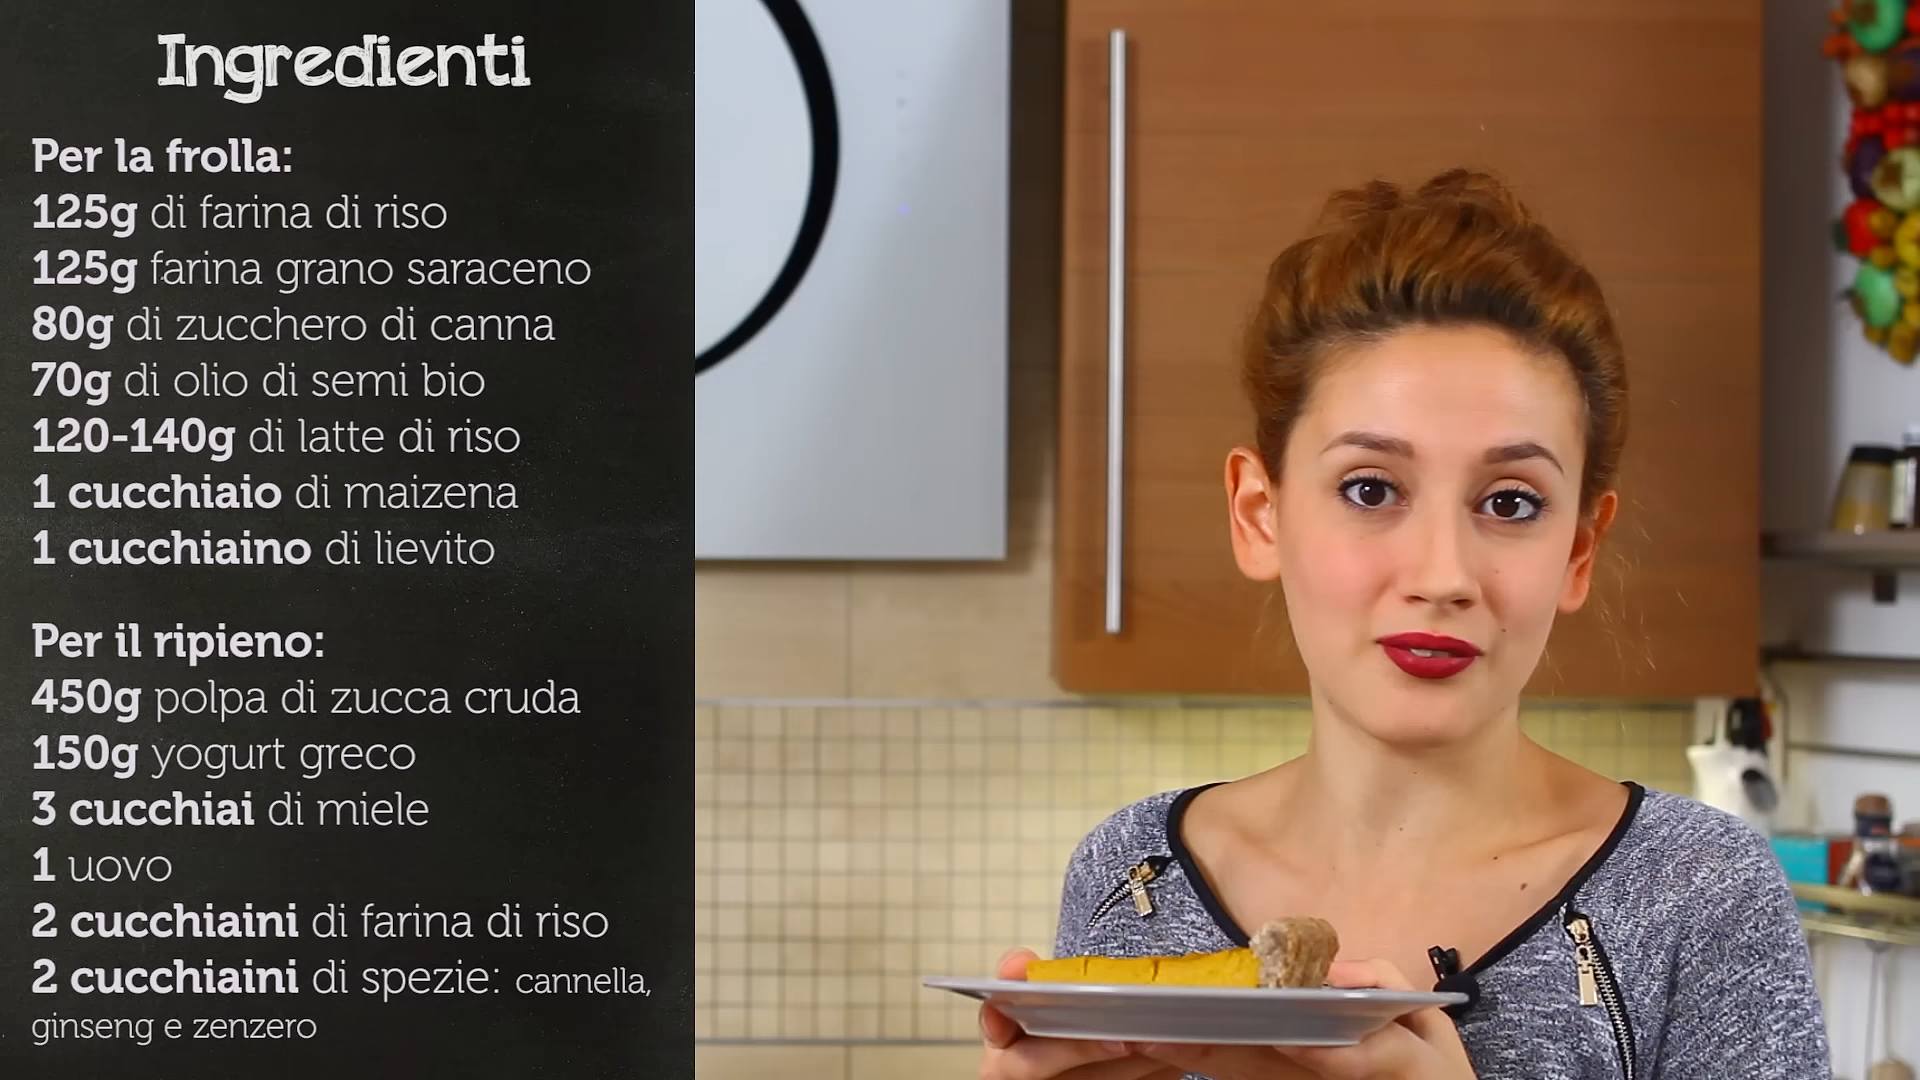 Ingredienti
Per la frolla:
125g di farina di riso
125g farina grano saraceno
80g di zucchero di canna
70g di olio di semi bio
120-140g di latte di riso
1 cucchiaio di maizena
1 cucchiaino di lievito
Per il ripieno:
450g polpa di zucca cruda
150g yogurt greco
3 cucchiai di miele
1 uovo
2 cucchiaini di farina di riso
2 cucchiaini di spezie: cannella,
ginseng e zenzero